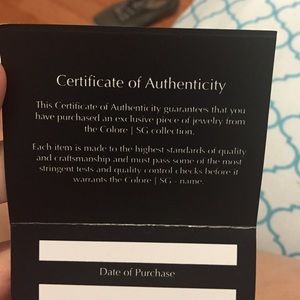 Certificate of Authenticity
This Certificate of Authenticity guarantees that you
have purchased an exclusive piece of jewelry from
the Colore | SG collection.
Each item is made to the highest standards of quality
and craftsmanship and must pass some of the most
stringent tests and quality control checks before it
warrants the Colore | SG - name.
Date of Purchase